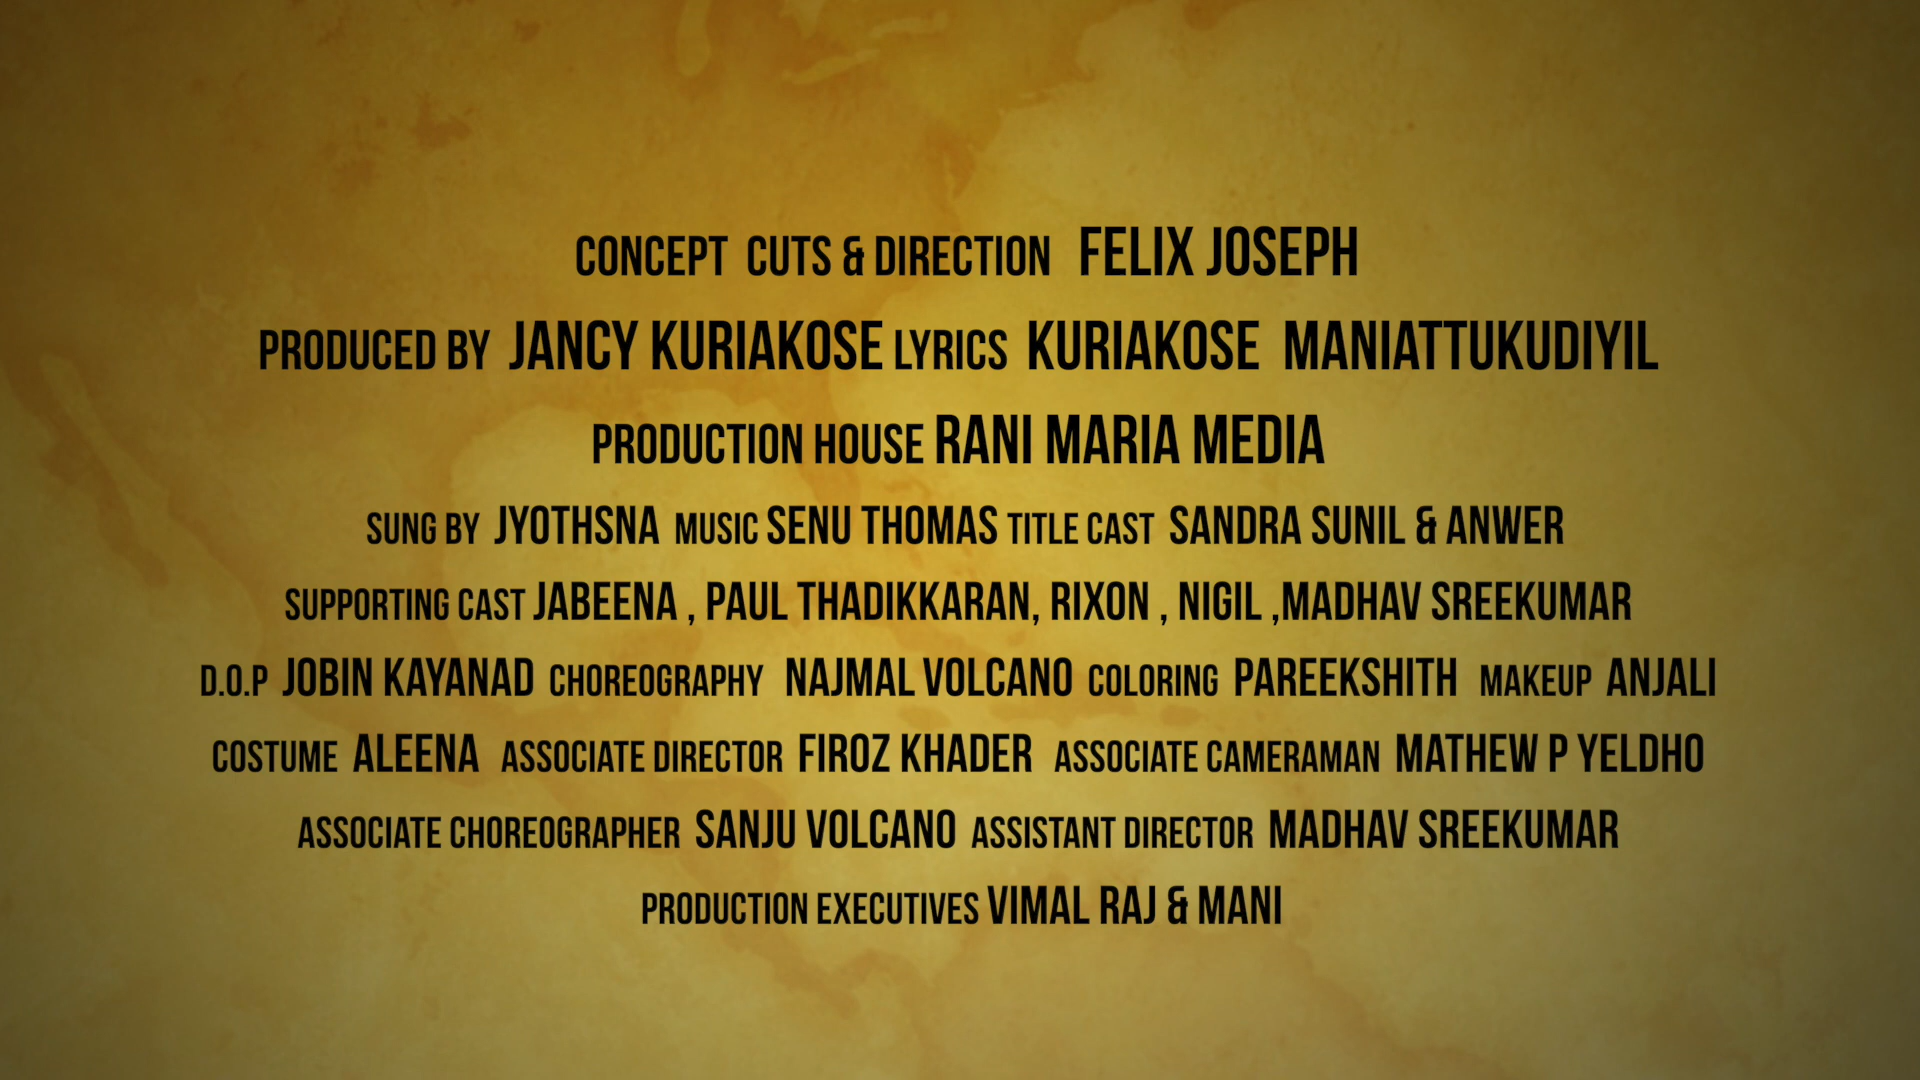 CONCEPT CUTS & DIRECTION FELIX JOSEPH
PRODUCED BY JANCY KURIAKOSE LYRICS KURIAKOSE MANIATTUKUDIYIL
PRODUCTION HOUSE RANI MARIA MEDIA
SUNG BY JYOTHSNA MUSIC SENU THOMAS TITLE CAST SANDRA SUNIL & ANWER
SUPPORTING CAST JABEENA , PAUL THADIKKARAN, RIXON , NIGIL ,MADHAV SREEKUMAR
D.O.P JOBIN KAYANAD CHOREOGRAPHY NAJMAL VOLCANO COLORING PAREEKSHITH MAKEUP ANJALI
COSTUME ALEENA ASSOCIATE DIRECTOR FIROZ KHADER ASSOCIATE CAMERAMAN MATHEW P YELDHO
ASSOCIATE CHOREOGRAPHER SANJU VOLCANO ASSISTANT DIRECTOR MADHAV SREEKUMAR
PRODUCTION EXECUTIVES VIMAL RAJ & MANI